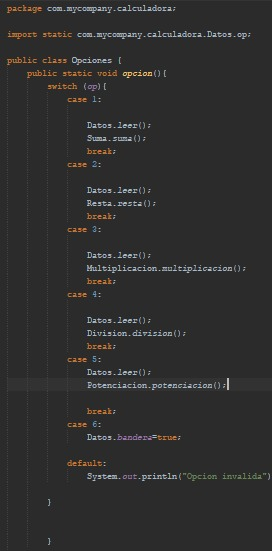 package com.mycompany.calculadora;
import static com.mycompany.calculadora.Datos.op;
public class Opciones {
public static void opcion(){
switch (op){
case 1:
Datos.leer();
Suma.suma();
break;
case 2:
Datos.leer();
Resta.resta();
break;
case 3:
Datos.leer();
Multiplicacion.multiplicacion();
break;
case 4:
Datos.leer();
Division.division();
break;
case 5:
Datos.leer();
Potenciacion.potenciacion();
break;
case 6:
Datos.bandera=true;
default:
System.out.println("Opcion invalida")
}
}